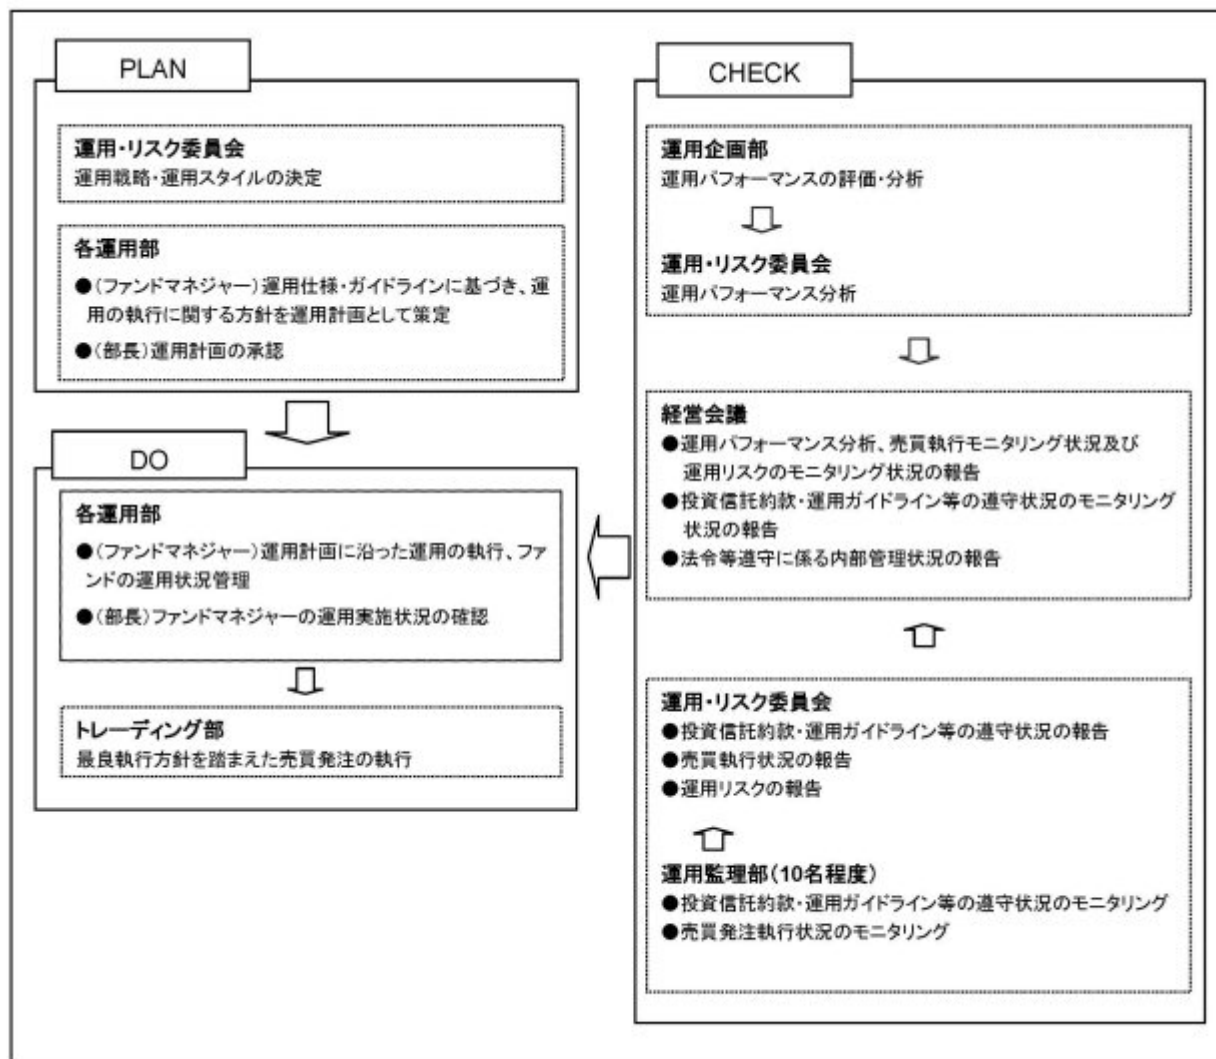 PLAN
運用・リスク委員会
運用戦略・運用スタイルの決定
各運用部
●(ファンドマネジャー)運用仕様・ガイドラインに基づき、運
用の執行に関する方針を運用計画として策定
●(部長)運用計画の承認
DO
各運用部
●(ファンドマネジャー)運用計画に沿った運用の執行、ファ
ンドの運用状況管理
●(部長)ファンドマネジャーの運用実施状況の確認
トレーディング部
最良執行方針を踏まえた売買発注の執行
CHECK
運用企画部
運用パフォーマンスの評価・分析
運用・リスク委員会
運用パフォーマンス分析
経営会議
●運用パフォーマンス分析、売買執行モニタリング状況及び
運用リスクのモニタリング状況の報告
●投資信託約款・運用ガイドライン等の遵守状況のモニタリング
状況の報告
●法令等遵守に係る内部管理状況の報告
運用・リスク委員会
●投資信託約款・運用ガイドライン等の遵守状況の報告
●売買執行状況の報告
●運用リスクの報告
運用監理部(10名程度)
●投資信託約款・運用ガイドライン等の遵守状況のモニタリング
●売買発注執行状況のモニタリング